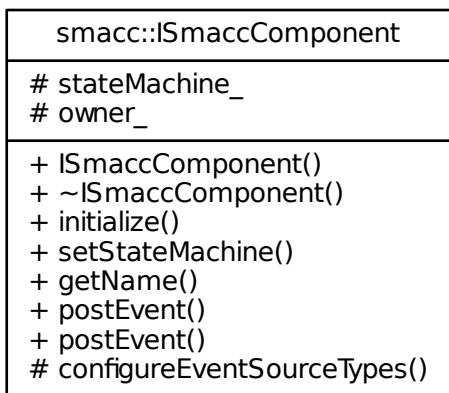 smacc::ISmaccComponent
# stateMachine_
# owner_
+ ISmaccComponent()
+ ~ISmaccComponent()
+ initialize()
+ setStateMachine()
+ getName()
+ postEvent()
+ postEvent()
# configureEventSourceTypes()